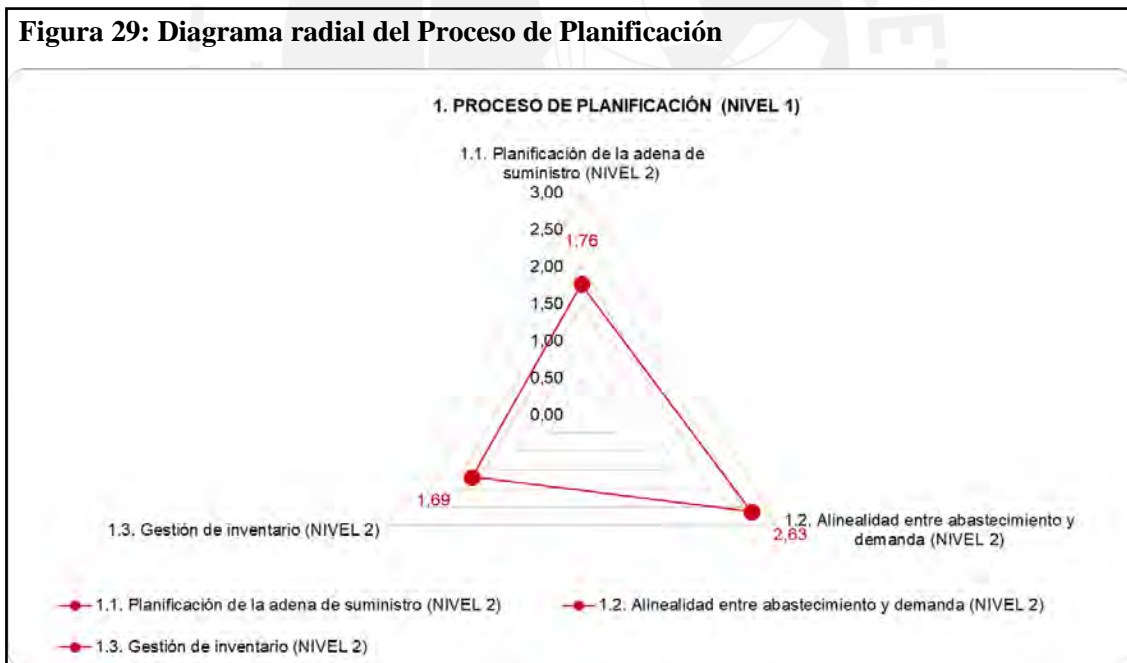 Figura 29: Diagrama radial del Proceso de Planificación
1. PROCESO DE PLANIFICACIÓN (NIVEL 1)
1.1. Planificación de la adena de
suministro (NIVEL 2)
3,00
2,50
1,76
2,00
1,50
1,00
0,50
0,00
1,69
1.3. Gestión de inventario (NIVEL 2)
1.2. Alinealidad entre abastecimiento y
demanda (NIVEL 2)
2,63
1.1. Planificación de la adena de suministro (NIVEL 2)
1.2. Alinealidad entre abastecimiento y demanda (NIVEL 2)
1.3. Gestión de inventario (NIVEL 2)